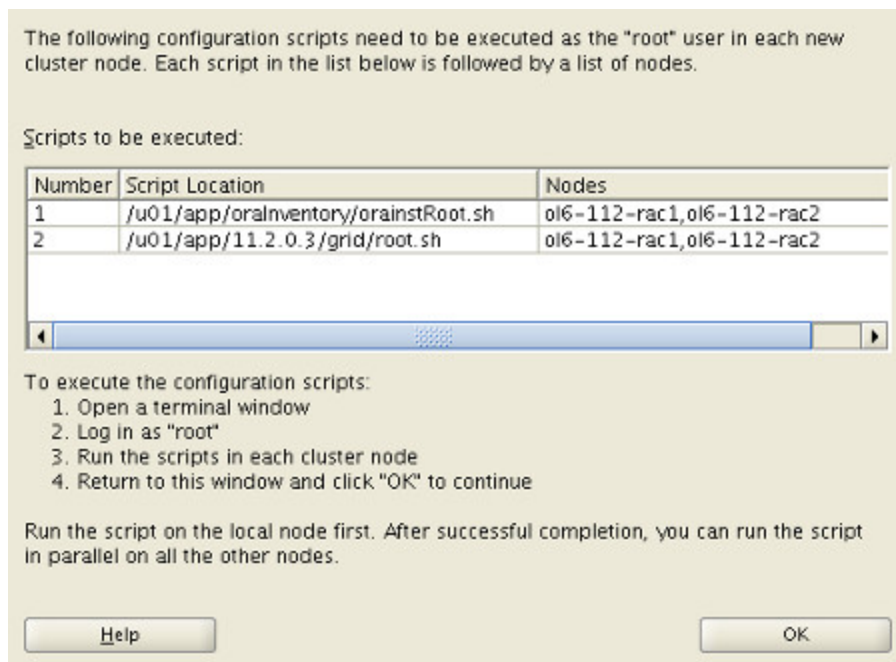 The following configuration scripts need to be executed as the "root" user in each new
cluster node. Each script in the list below is followed by a list of nodes.
Scripts to be executed:
Number Script Location Nodes
1 /u01/app/oraInventory/orainstRoot.sh ol6-112-rac1,ol6-112-rac2
2 /u01/app/11.2.0.3/grid/root.sh ol6-112-rac1,ol6-112-rac2
To execute the configuration scripts:
1. Open a terminal window
2. Log in as "root"
3. Run the scripts in each cluster node
4. Return to this window and click "OK" to continue
Run the script on the local node first. After successful completion, you can run the script
in parallel on all the other nodes.
Help OK